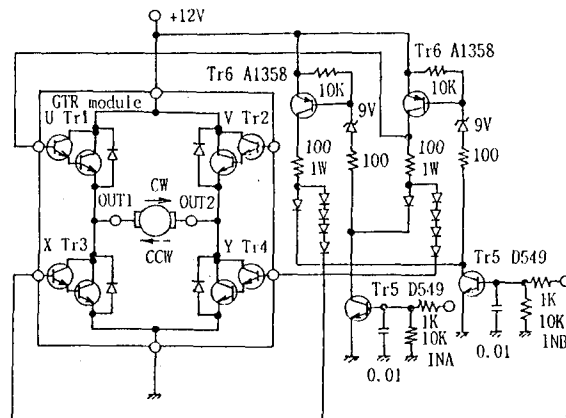 +12V
Tr6 A1358
10K
Tr6 A1358
10K
GTR module
U Tr1
V Tr2
9V
9V
100
1W
100
100
1W
100
CW
OUT1
OUT2
CCW
X Tr3
Y Tr4
Tr5 D549
Tr5 D549
1K
10K
INA
0.01
1K
10K
INB
0.01